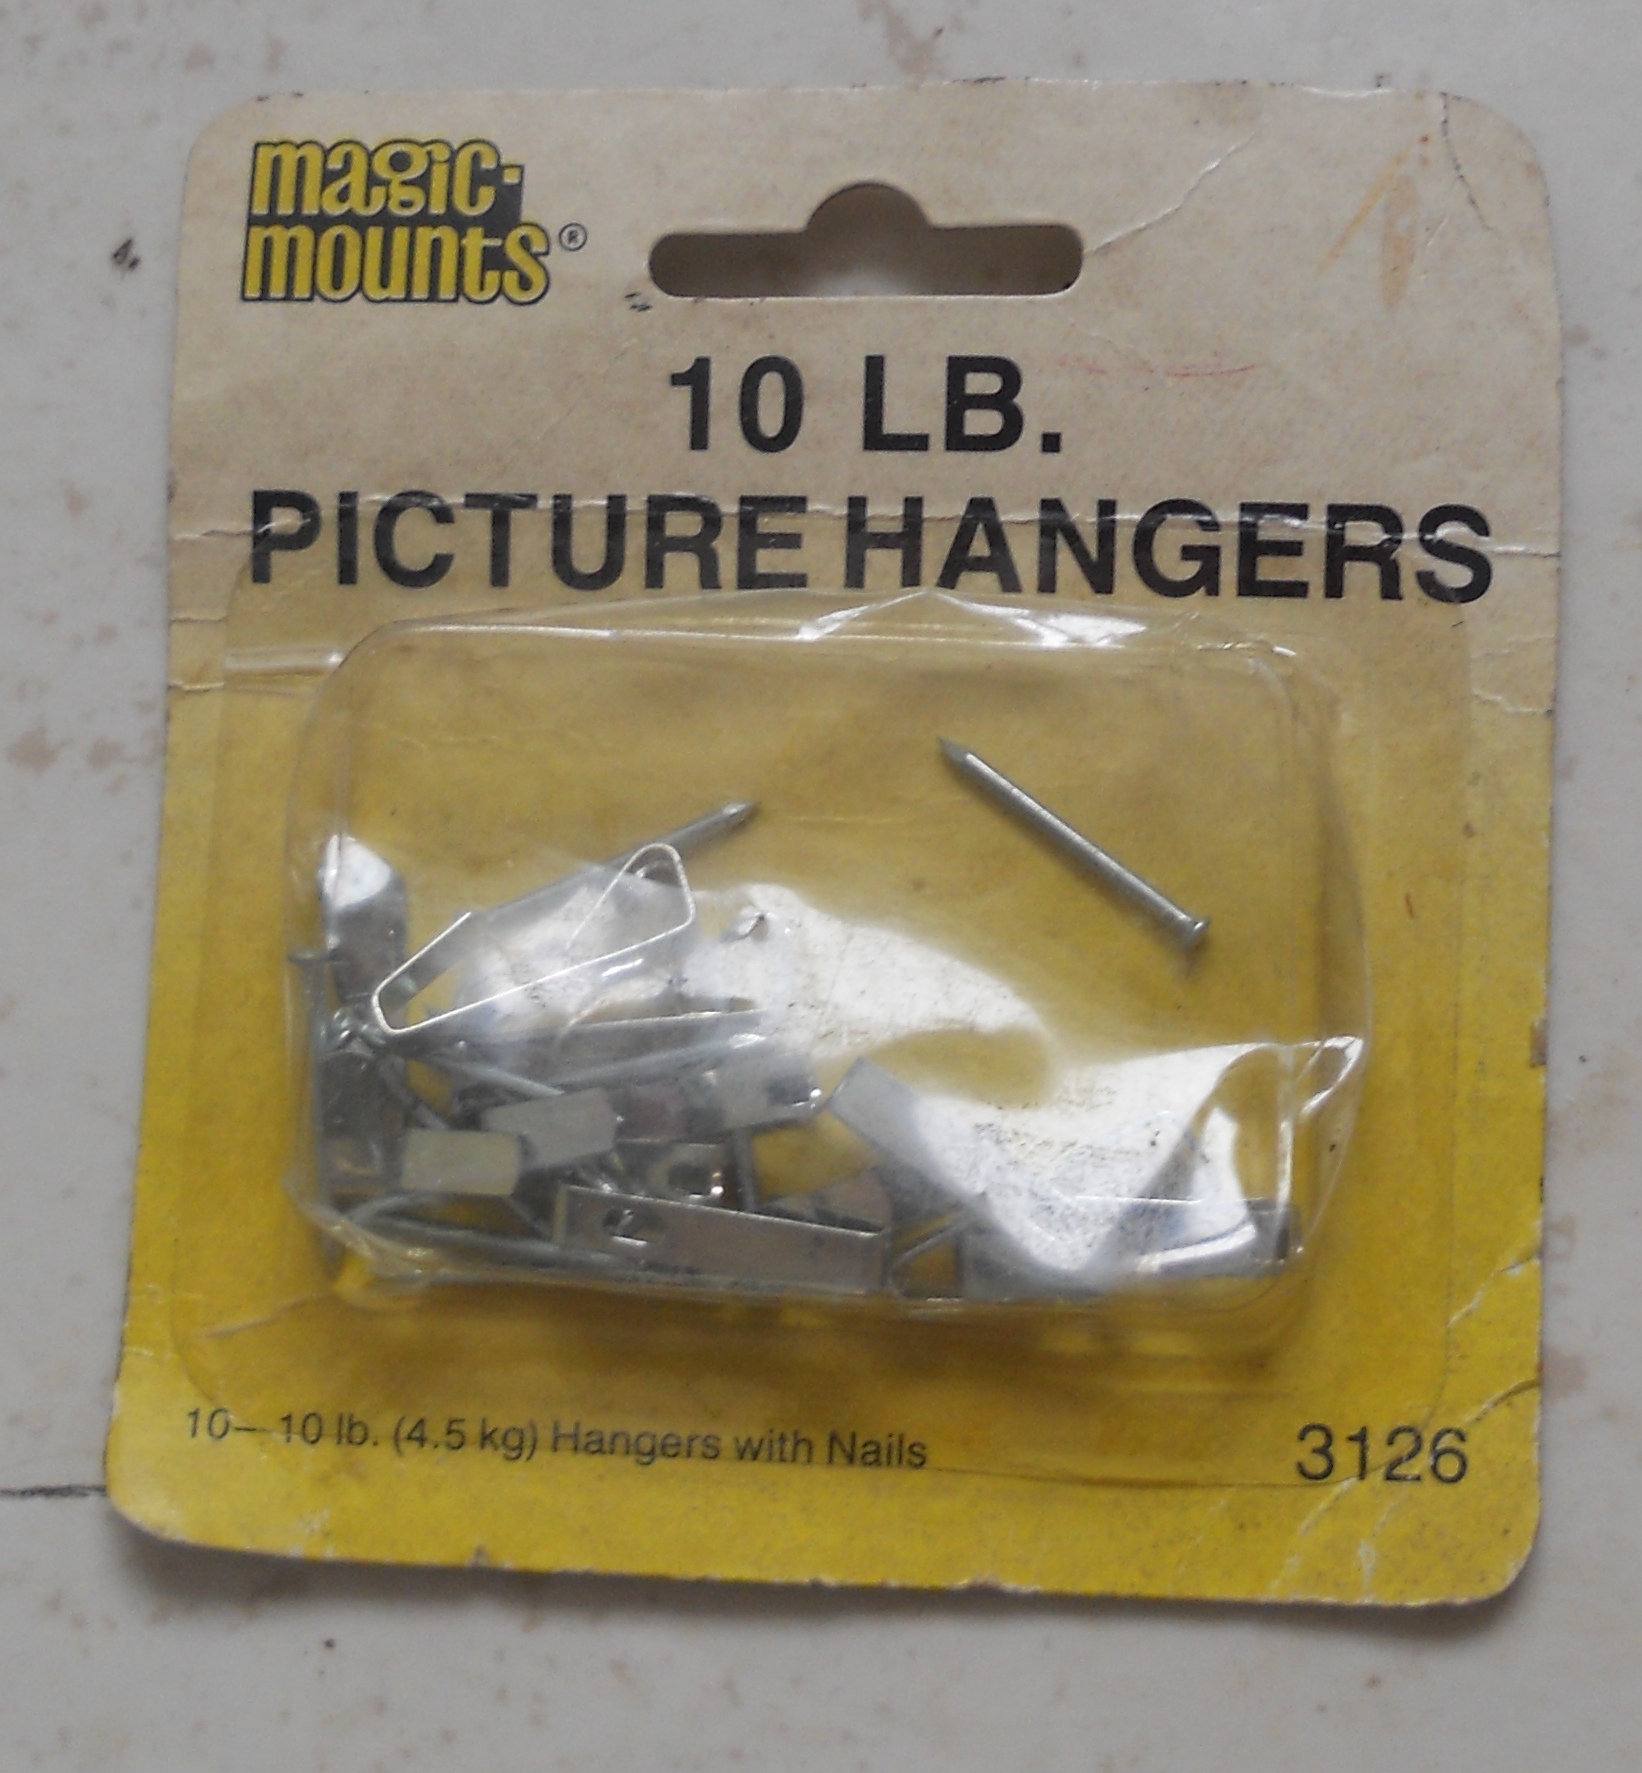 magic-
mounts®
10 LB.
PICTURE HANGERS
10– 10 lb. (4.5 kg) Hangers with Nails
3126